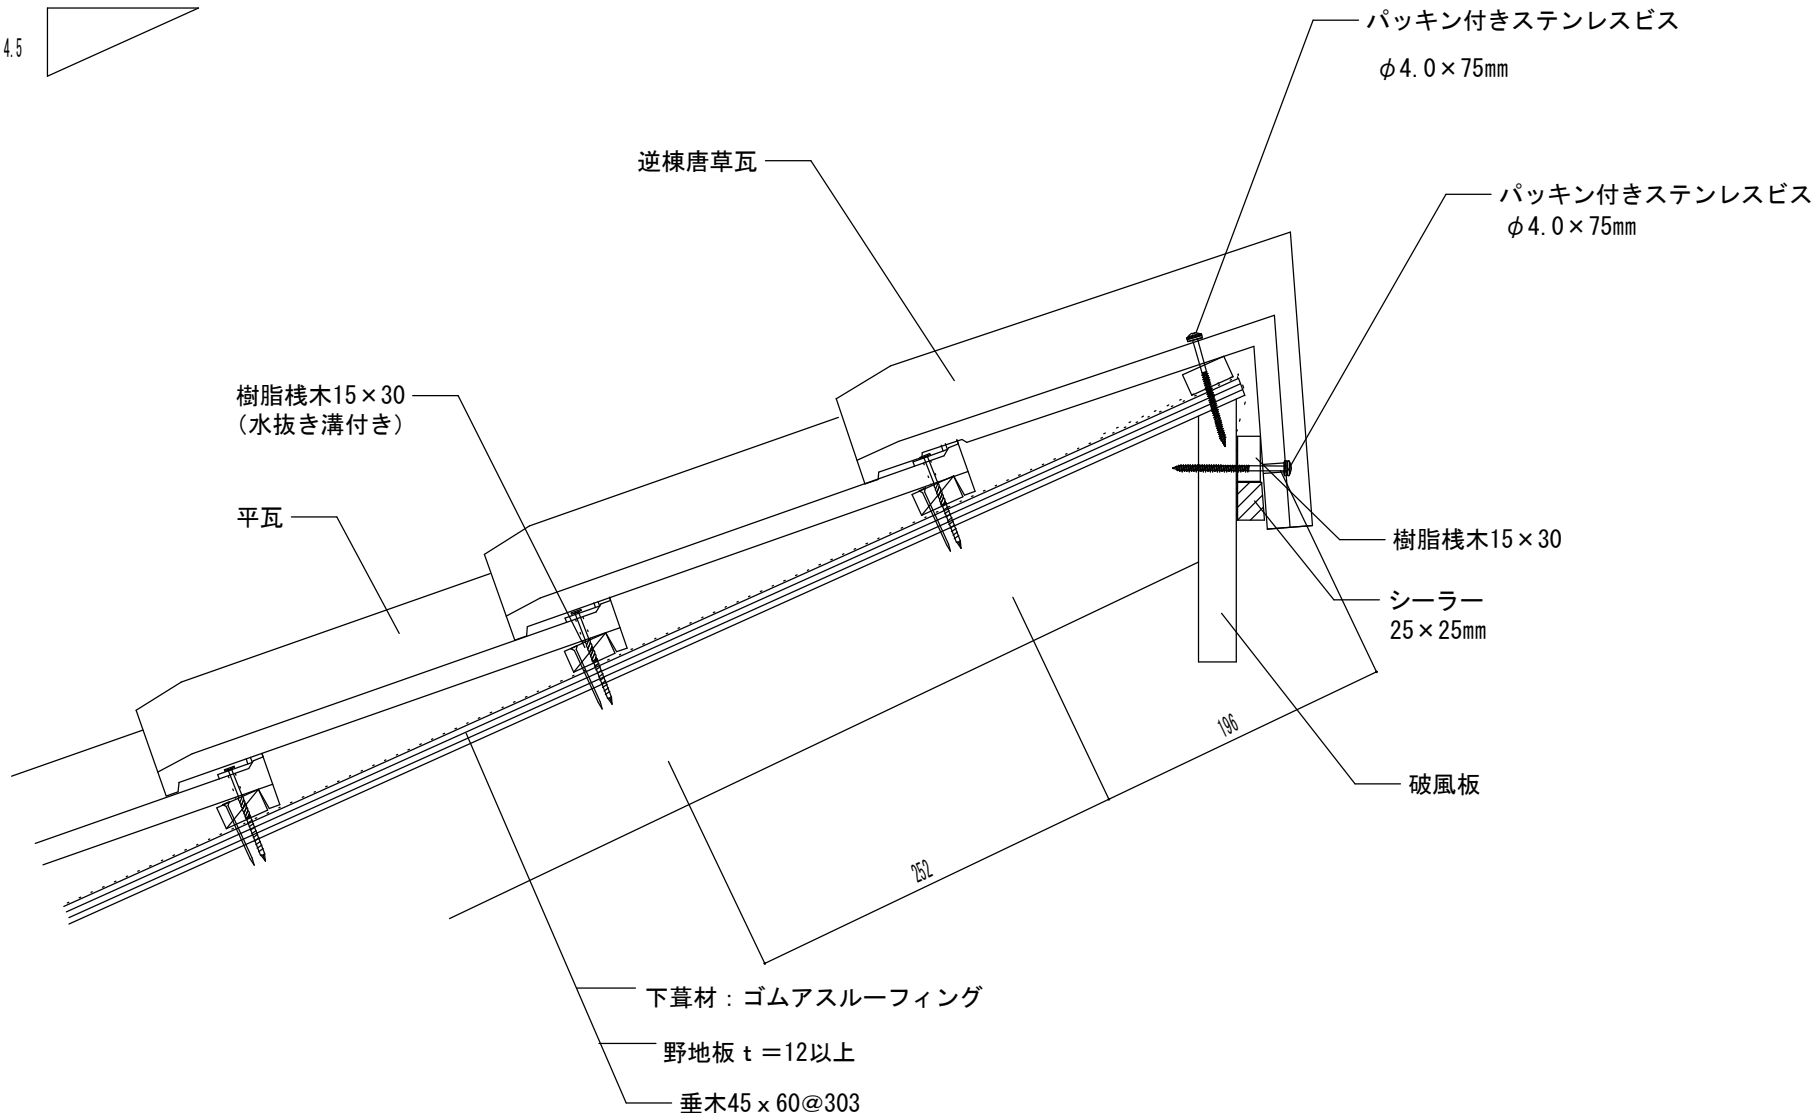 4.5
パッキン付きステンレスビス
φ4.0×75mm
逆棟唐草瓦
パッキン付きステンレスビス
φ4.0×75mm
樹脂桟木15×30
（水抜き溝付き）
平瓦
樹脂桟木15×30
シーラー
25×25mm
196
破風板
252
下葺材：ゴムアスルーフィング
野地板ｔ＝12以上
垂木45ｘ60@303